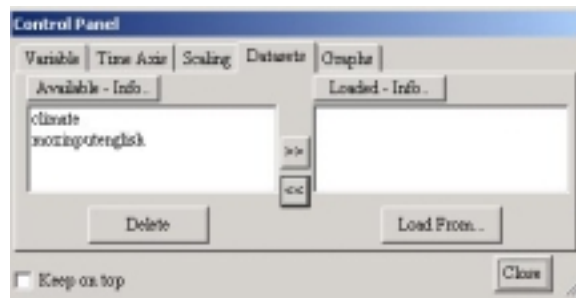 Control Panel
Variable Time Axis Scaling Datasets Graphs
Available - Info.. Loaded - Info..
climate
mozinputenglish
>>
<<
Delete Load From...
Keep on top Close